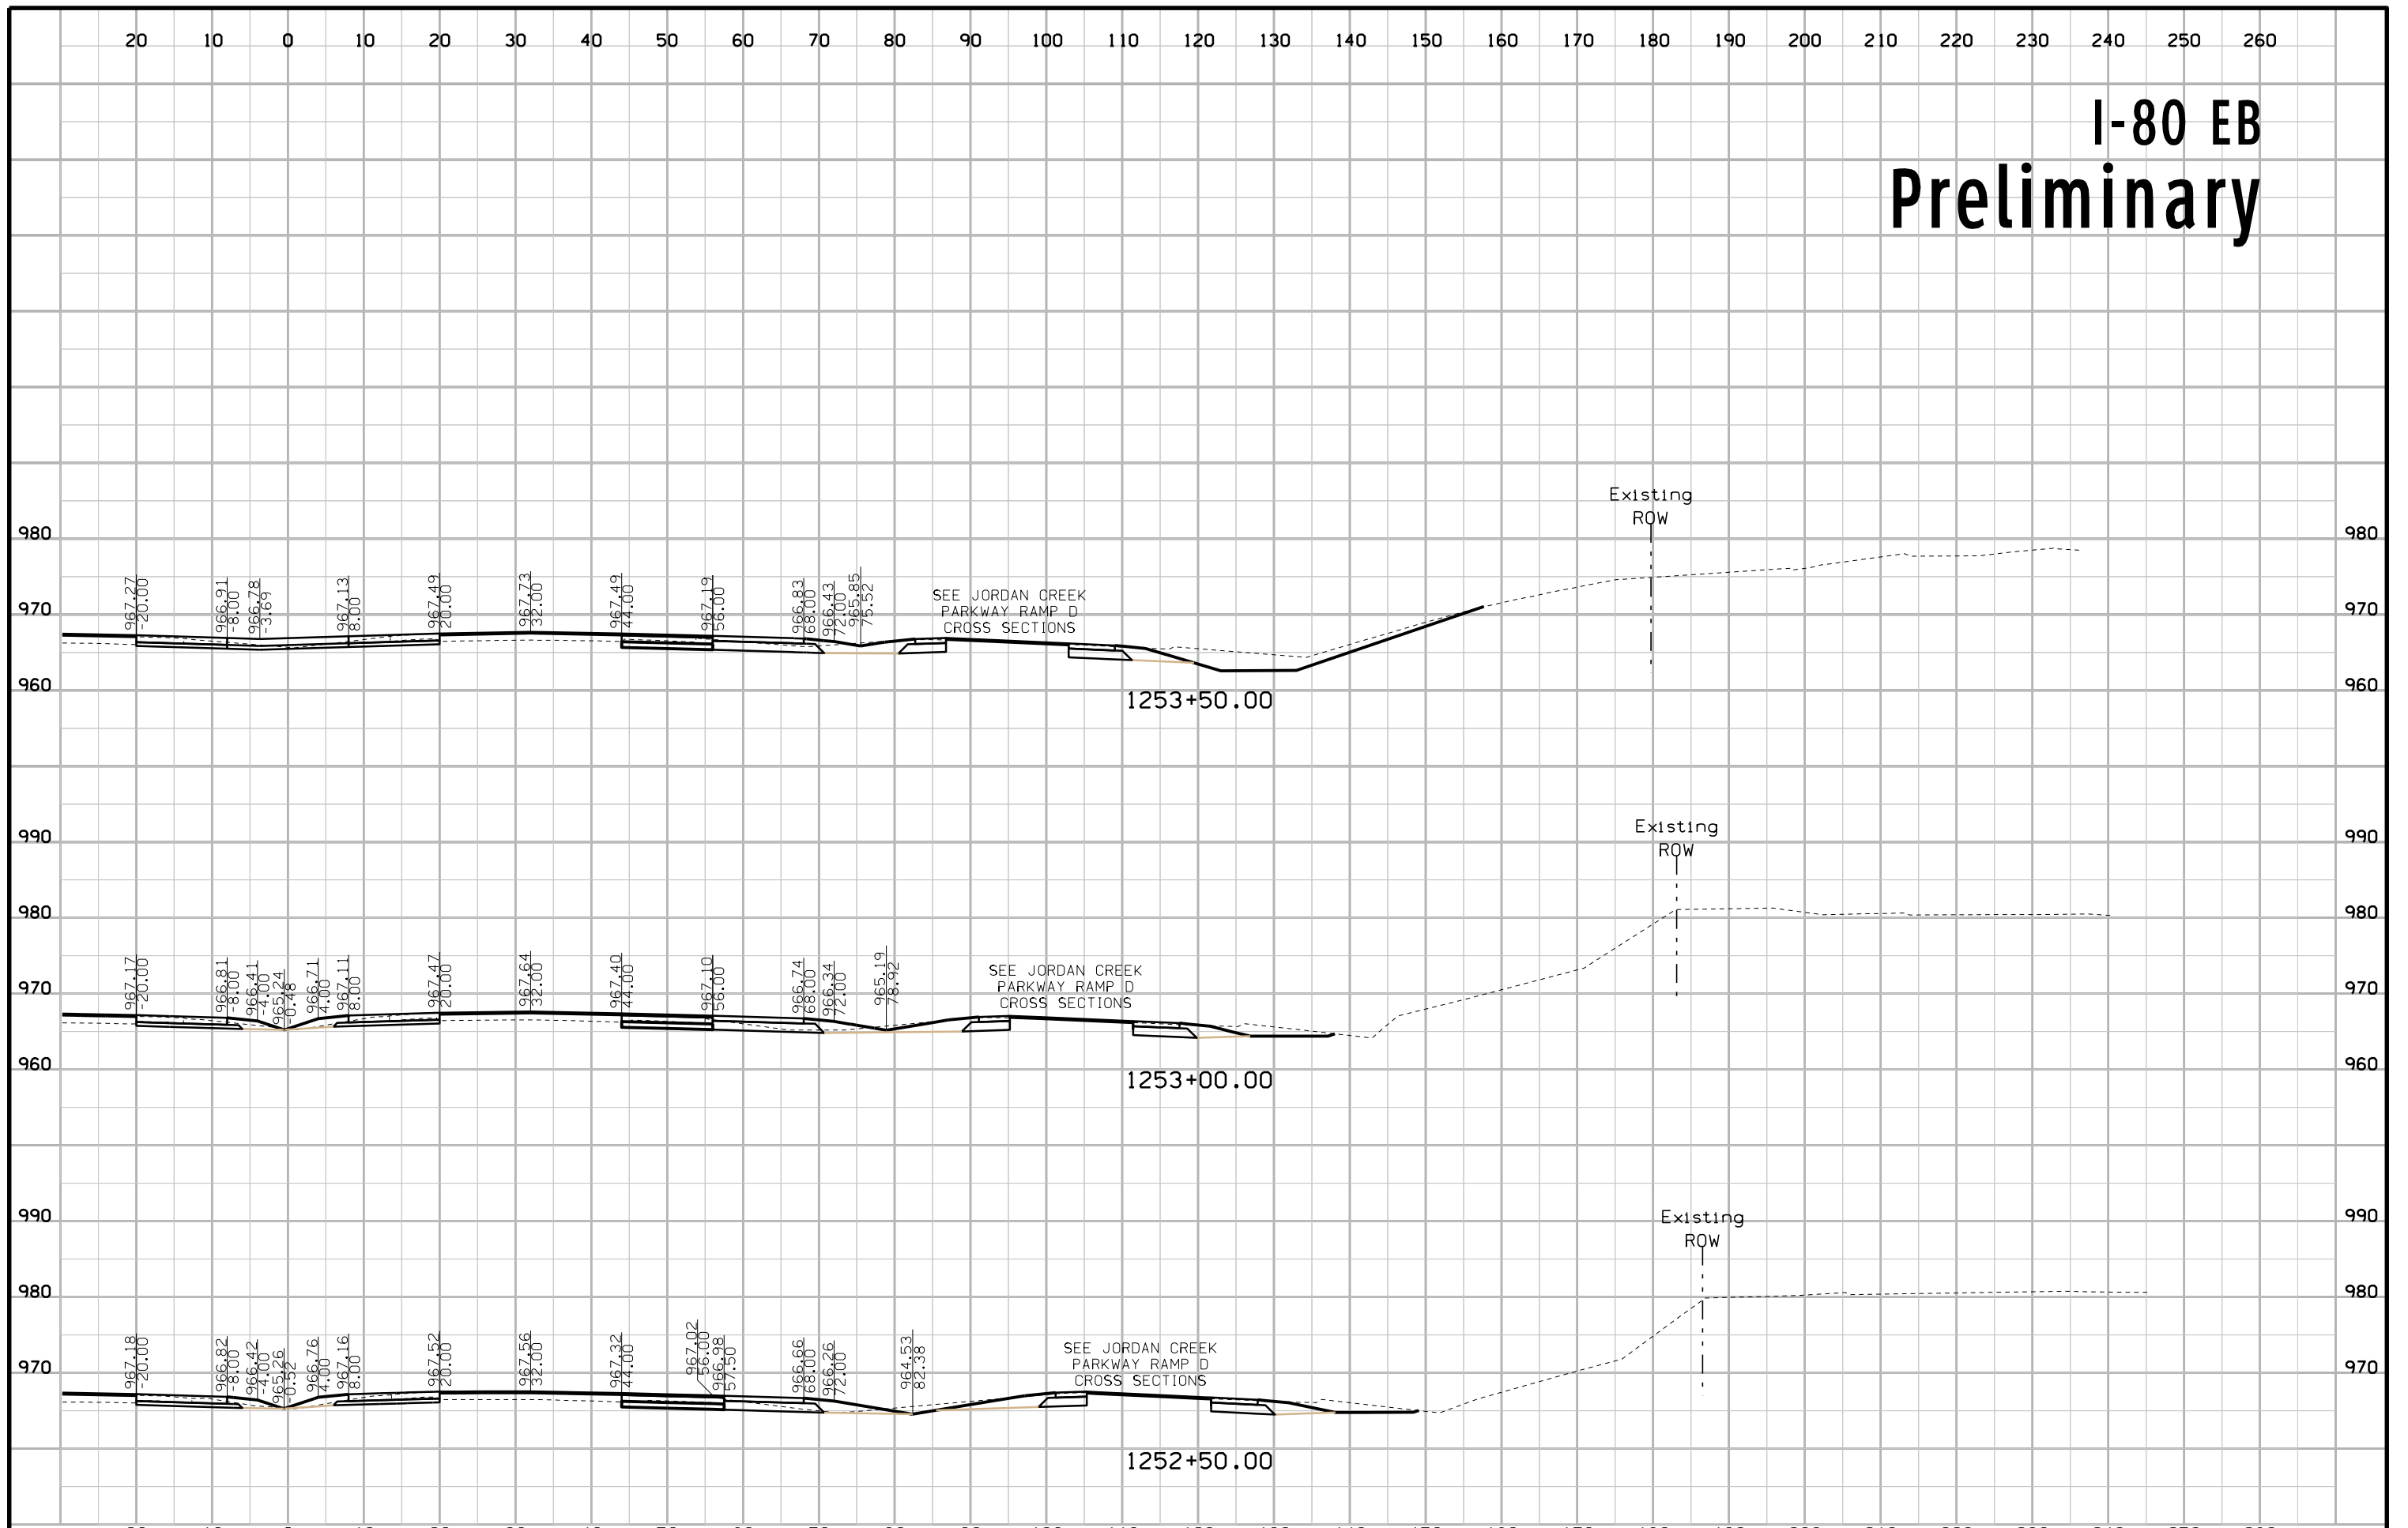 20 10 0 10 20 30 40 50 60 70 80 90 100 110 120 130 140 150 160 170 180 190 200 210 220 230 240 250 260
I-80 EB
Preliminary
Existing
ROW
980 980
967.27 -20.00 966.91 -8.00 966.78 -3.69 967.13 8.00 967.49 20.00 967.73 32.00 967.49 44.00 967.19 56.00 966.83 68.00 966.43 72.00 965.85 75.52
SEE JORDAN CREEK
PARKWAY RAMP D
CROSS SECTIONS
970 970
960 960
1253+50.00
Existing
ROW
990 990
980 980
967.17 -20.00 966.81 -8.00 966.41 -4.00 965.24 -0.48 966.71 4.00 967.11 8.00 967.47 20.00 967.64 32.00 967.40 44.00 967.10 56.00 966.74 68.00 966.34 72.00 965.19 78.92
SEE JORDAN CREEK
PARKWAY RAMP D
CROSS SECTIONS
970 970
960 960
1253+00.00
Existing
ROW
990 990
980 980
967.18 -20.00 966.82 -8.00 966.42 -4.00 965.26 -0.52 966.76 4.00 967.16 8.00 967.52 20.00 967.56 32.00 967.32 44.00 967.02 56.00 966.98 57.50 966.66 68.00 966.26 72.00 964.53 82.38
SEE JORDAN CREEK
PARKWAY RAMP D
CROSS SECTIONS
970 970
1252+50.00